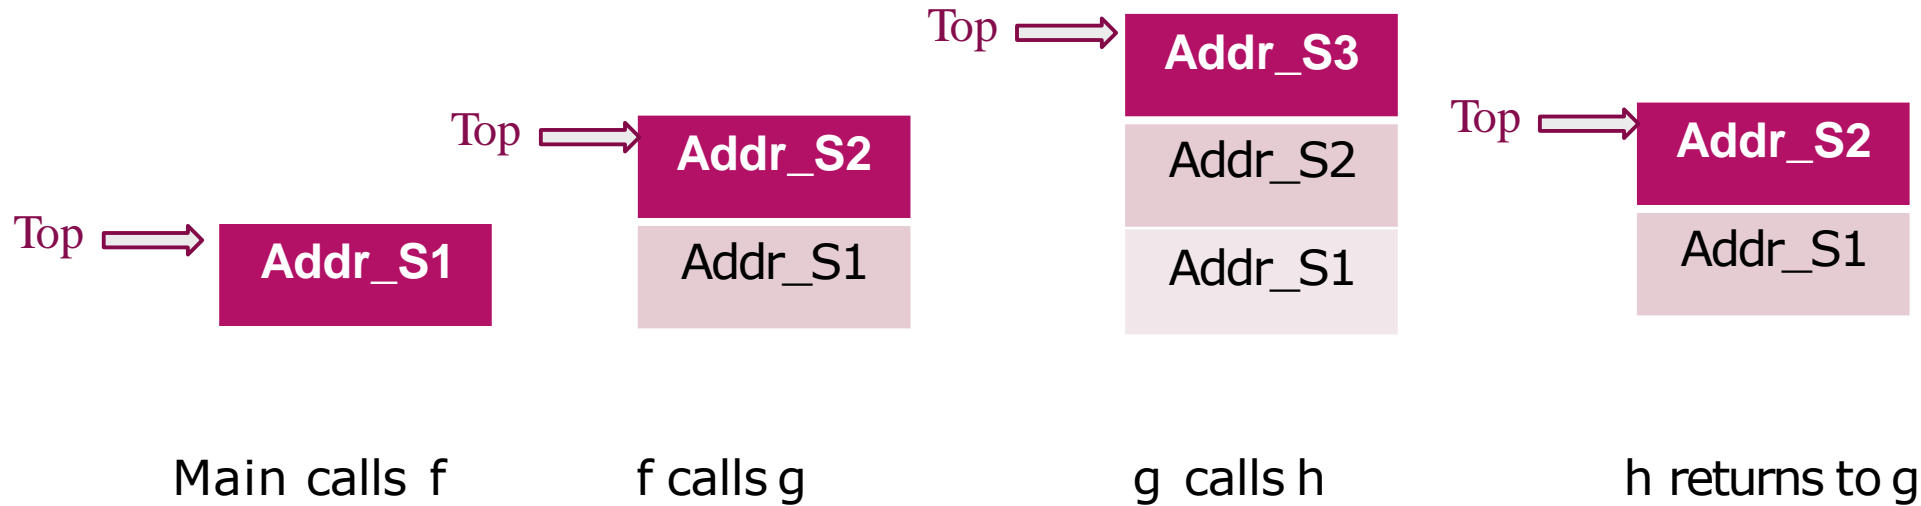 Top
Addr_S1
Top
Addr_S2
Addr_S1
Top
Addr_S3
Addr_S2
Addr_S1
Top
Addr_S2
Addr_S1
Main calls f
f calls g
g calls h
h returns to g